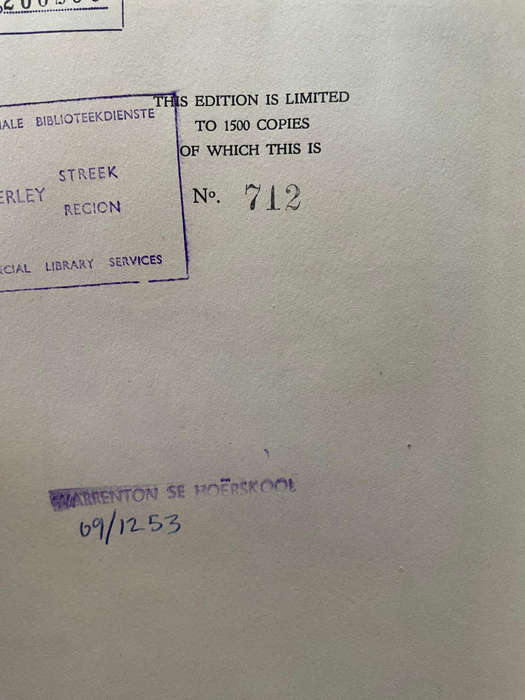 THIS EDITION IS LIMITED
TO 1500 COPIES
OF WHICH THIS IS
No. 712
ALE BIBLIOTEEKDIENSTE
STREEK
ERLEY
REGION
CIAL LIBRARY SERVICES
WARRENTON SE HOËRSKOOL
69/1253